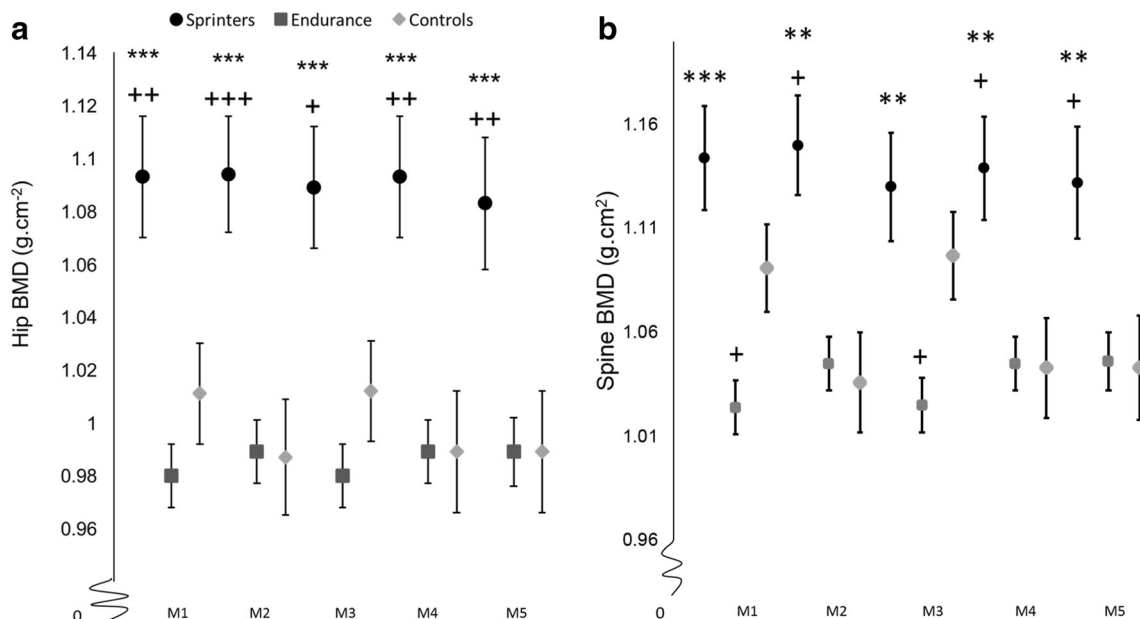 a
Sprinters Endurance Controls
Hip BMD (g.cm-2)
1.14
1.12
1.1
1.08
1.06
1.04
1.02
1
0.98
0.96
0
*** *** *** *** ***
++ +++ + ++ ++
M1 M2 M3 M4 M5
b
Spine BMD (g.cm2)
1.16
1.11
1.06
1.01
0.96
0
*** ** ** ** **
+ + +
+ +
M1 M2 M3 M4 M5